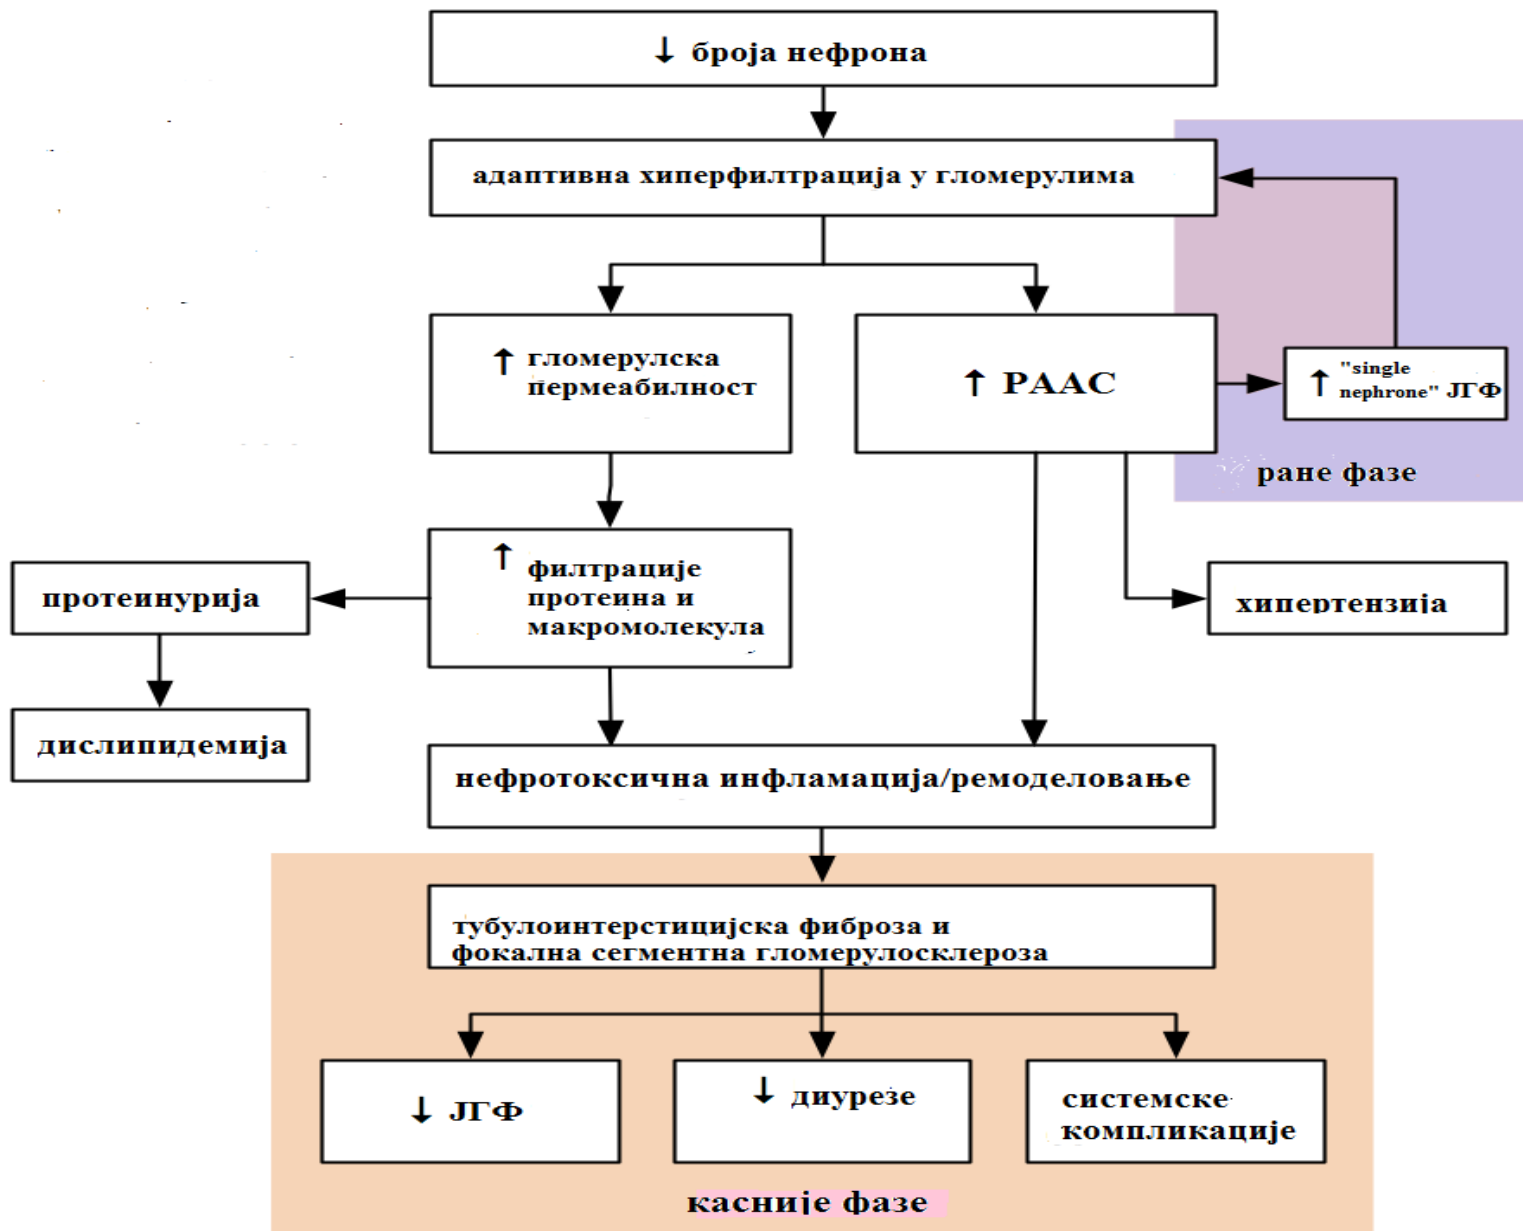 ↓ броја нефрона
адаптивна хиперфилтрација у гломерулима
↑ гломерулска
пермеабилност
↑ РААС
↑ "single
nephrone" ЈГФ
ране фазе
↑ филтрације
протеина и
макромолекула
протеинурија
хипертензија
дислипидемија
нефротоксична инфламација/ремоделовање
тубулоинтерстицијска фиброза и
фокална сегментна гломерулосклероза
↓ ЈГФ
↓ диурезе
системске
компликације
касније фазе